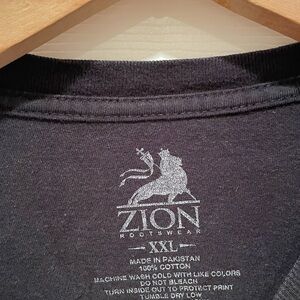 ZION
ROOTSWEAR
XXL
MADE IN PAKISTAN
100% COTTON
MACHINE WASH COLD WITH LIKE COLORS
DO NOT BLEACH
TURN INSIDE OUT TO PROTECT PRINT
TUMBLE DRY LOW